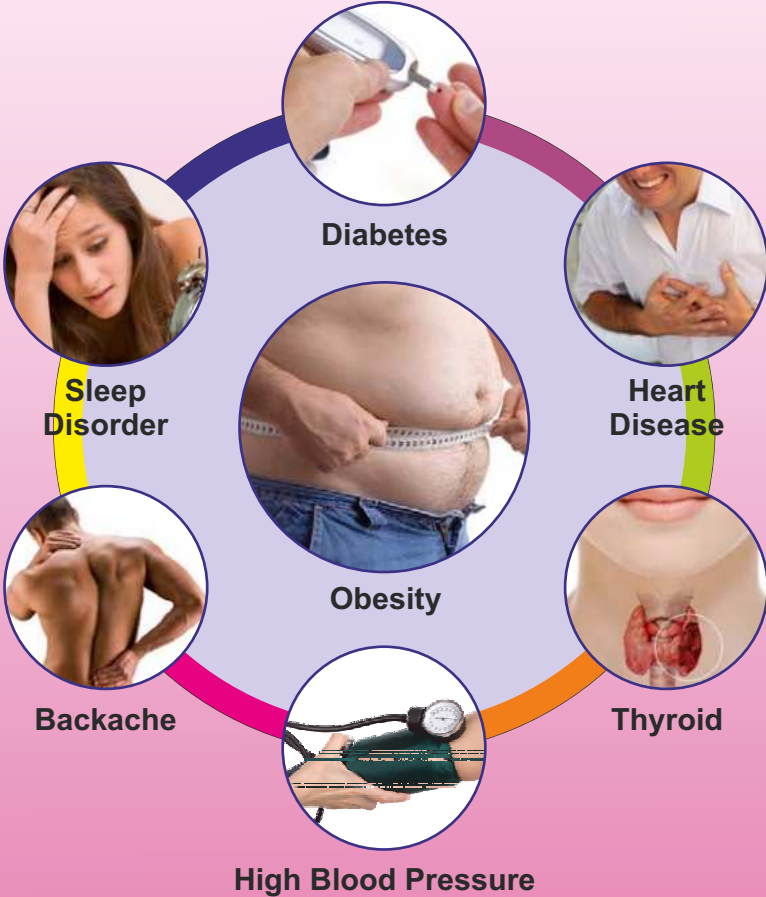 Diabetes
Sleep
Disorder
Heart
Disease
Obesity
Backache
Thyroid
High Blood Pressure